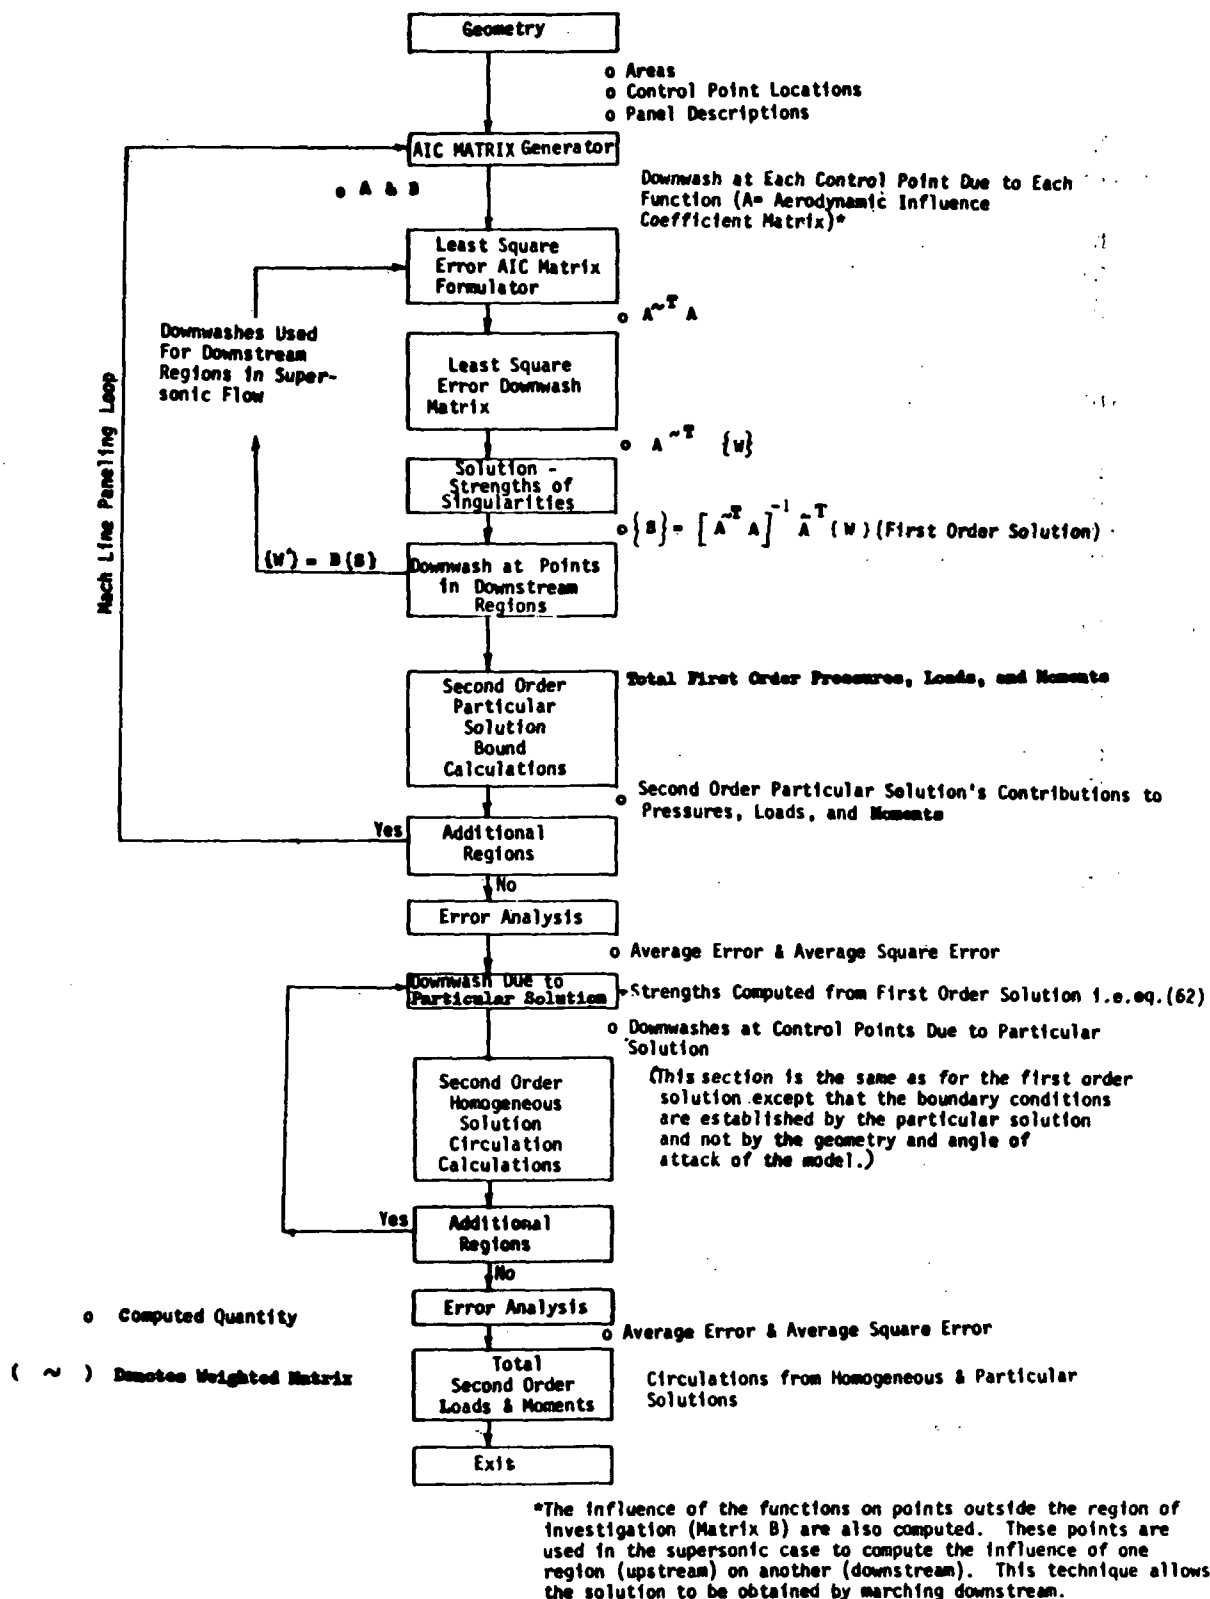 Geometry
o Areas
o Control Point Locations
o Panel Descriptions
AIC MATRIX Generator
o A & B
Downwash at Each Control Point Due to Each
Function (A= Aerodynamic Influence
Coefficient Matrix)*
Least Square
Error AIC Matrix
Formulator
o A~T A
Downwashes Used
For Downstream
Regions in Super-
sonic Flow
Mach Line Paneling Loop
Least Square
Error Downwash
Matrix
o A~T {W}
Solution -
Strengths of
Singularities
o {S} = [A~T A]-1 Ã T {W} (First Order Solution)
{W'} = B{S}
Downwash at Points
in Downstream
Regions
Total First Order Pressures, Loads, and Moments
Second Order
Particular
Solution
Bound
Calculations
o Second Order Particular Solution's Contributions to
Pressures, Loads, and Moments
Yes
Additional
Regions
No
Error Analysis
o Average Error & Average Square Error
Downwash Due to
Particular Solution
Strengths Computed from First Order Solution i.e.eq.(62)
o Downwashes at Control Points Due to Particular
Solution
Second Order
Homogeneous
Solution
Circulation
Calculations
(This section is the same as for the first order
solution except that the boundary conditions
are established by the particular solution
and not by the geometry and angle of
attack of the model.)
Yes
Additional
Regions
No
Error Analysis
o Computed Quantity
o Average Error & Average Square Error
( ~ ) Denotes Weighted Matrix
Total
Second Order
Loads & Moments
Circulations from Homogeneous & Particular
Solutions
Exit
*The influence of the functions on points outside the region of
investigation (Matrix B) are also computed. These points are
used in the supersonic case to compute the influence of one
region (upstream) on another (downstream). This technique allows
the solution to be obtained by marching downstream.